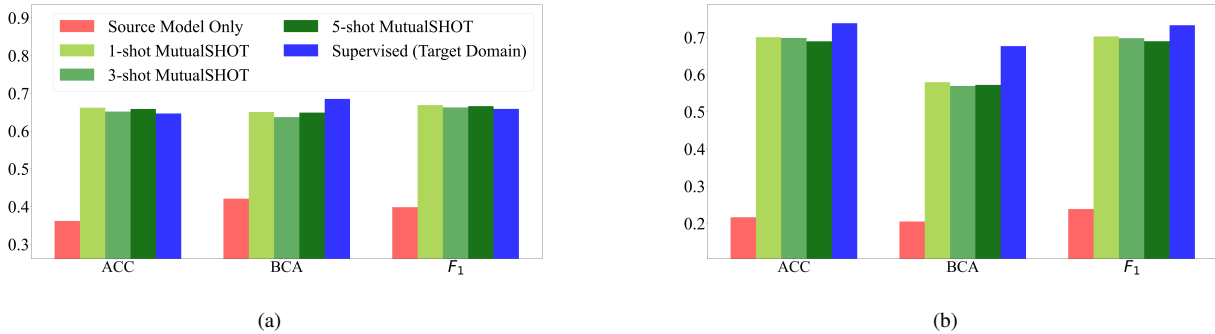 0.9
0.8
0.7
0.6
0.5
0.4
0.3
Source Model Only
1-shot MutualSHOT
3-shot MutualSHOT
5-shot MutualSHOT
Supervised (Target Domain)
ACC
BCA
F₁
(a)
0.7
0.6
0.5
0.4
0.3
0.2
ACC
BCA
F₁
(b)